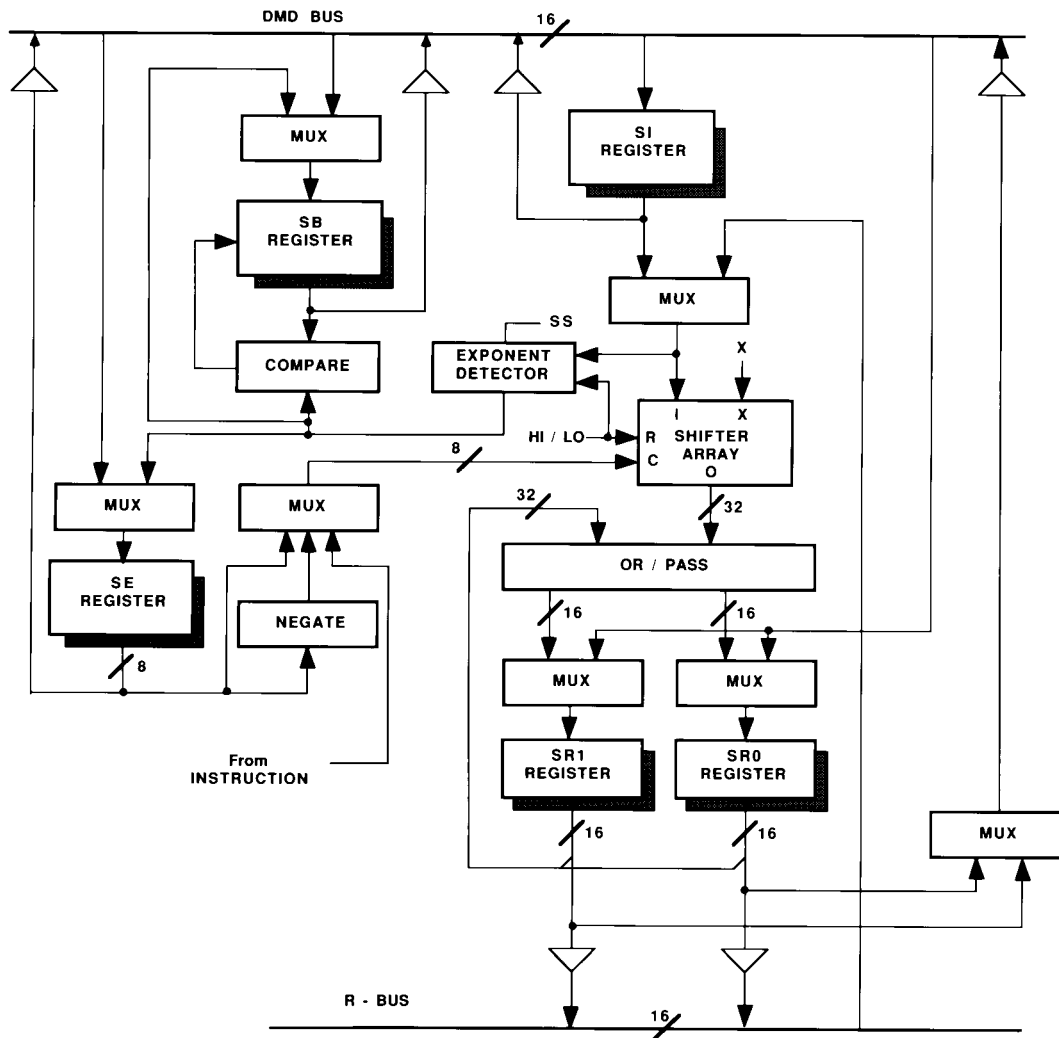 DMD BUS
16
MUX
SI
REGISTER
SB
REGISTER
MUX
SS
COMPARE
EXPONENT
DETECTOR
X
I X
HI / LO
R SHIFTER
ARRAY
C
O
8
MUX
MUX
32
32
OR / PASS
SE
REGISTER
NEGATE
16
16
8
MUX
MUX
From
INSTRUCTION
SR1
REGISTER
SR0
REGISTER
16
16
MUX
R - BUS
16